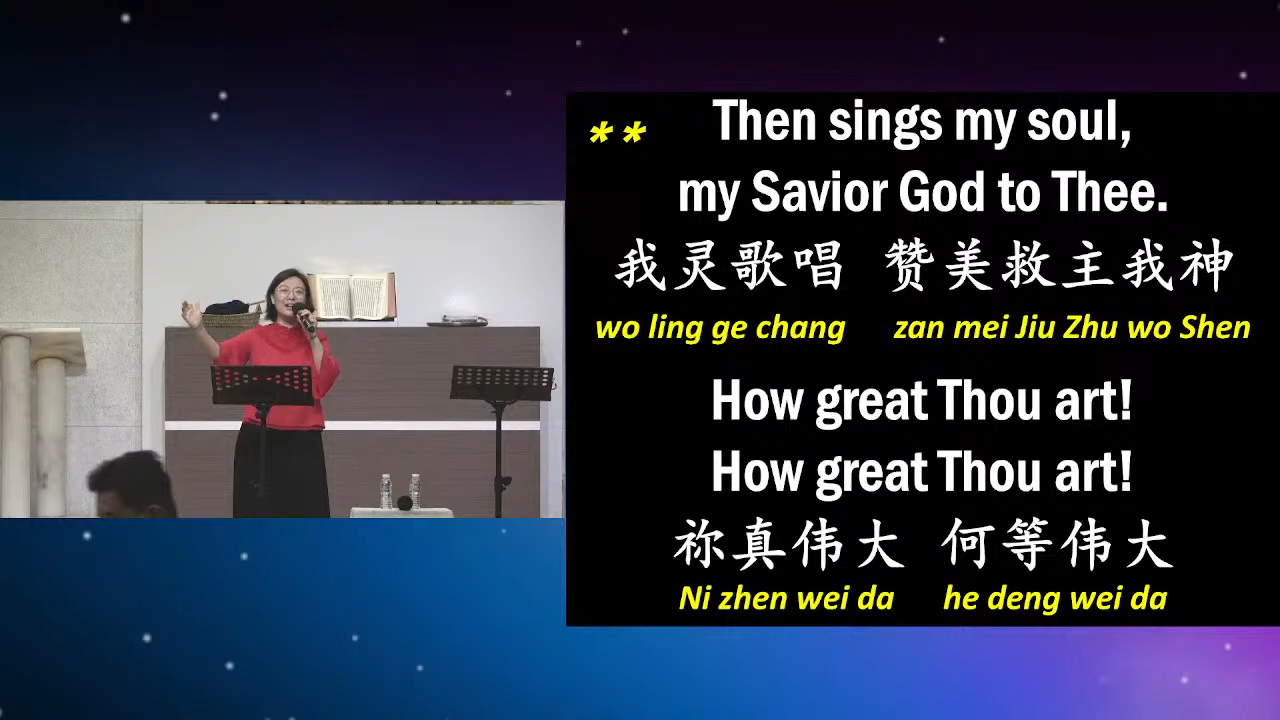 ** Then sings my soul,
my Savior God to Thee.
我灵歌唱 赞美救主我神
wo ling ge chang zan mei Jiu Zhu wo Shen
How great Thou art!
How great Thou art!
祢真伟大 何等伟大
Ni zhen wei da he deng wei da